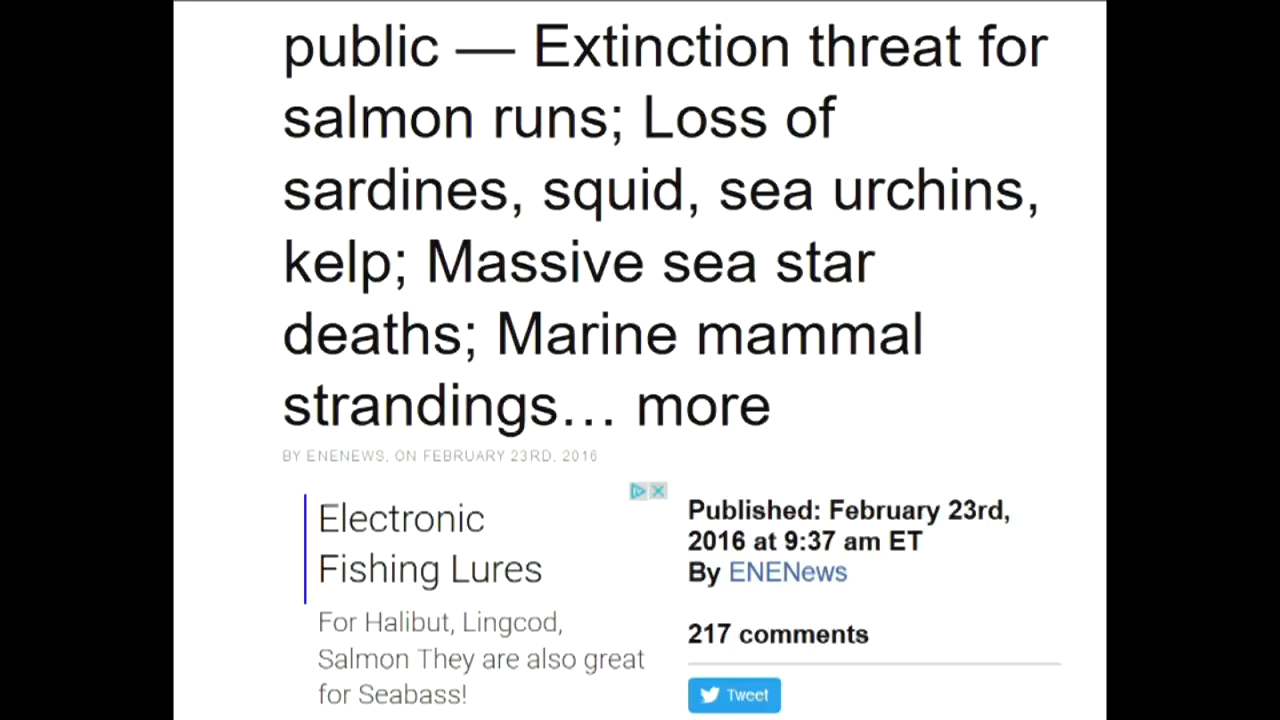 public — Extinction threat for
salmon runs; Loss of
sardines, squid, sea urchins,
kelp; Massive sea star
deaths; Marine mammal
strandings… more
BY ENENEWS, ON FEBRUARY 23RD, 2016
Electronic
Fishing Lures
For Halibut, Lingcod,
Salmon They are also great
for Seabass!
Published: February 23rd,
2016 at 9:37 am ET
By ENENews
217 comments
Tweet